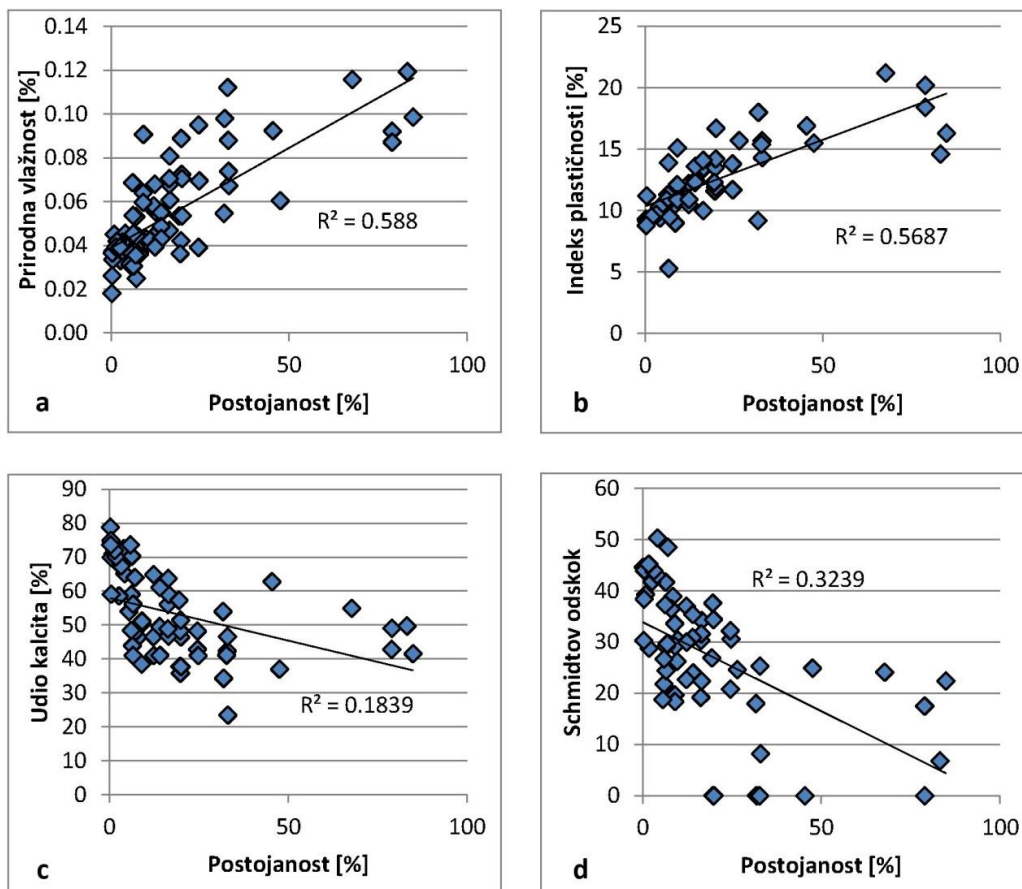 Prirodna vlažnost [%]
0.14
0.12
0.10
0.08
0.06
0.04
0.02
0.00
R² = 0.588
0
50
100
a
Postojanost [%]
Indeks plastičnosti [%]
25
20
15
10
5
0
R² = 0.5687
0
50
100
b
Postojanost [%]
Udio kalcita [%]
90
80
70
60
50
40
30
20
10
0
R² = 0.1839
0
50
100
c
Postojanost [%]
Schmidtov odskok
60
50
40
30
20
10
0
R² = 0.3239
0
50
100
d
Postojanost [%]